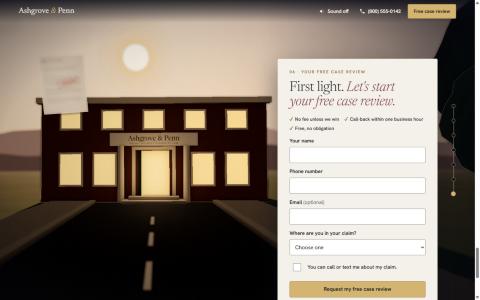 Ashgrove & Penn
Sound off
(800) 555-0142
Free case review
06 · YOUR FREE CASE REVIEW
First light. Let's start
your free case review.
✓ No fee unless we win ✓ Call-back within one business hour
✓ Free, no obligation
Your name
Phone number
Email (optional)
Where are you in your claim?
Choose one
You can call or text me about my claim.
Request my free case review
Ashgrove & Penn